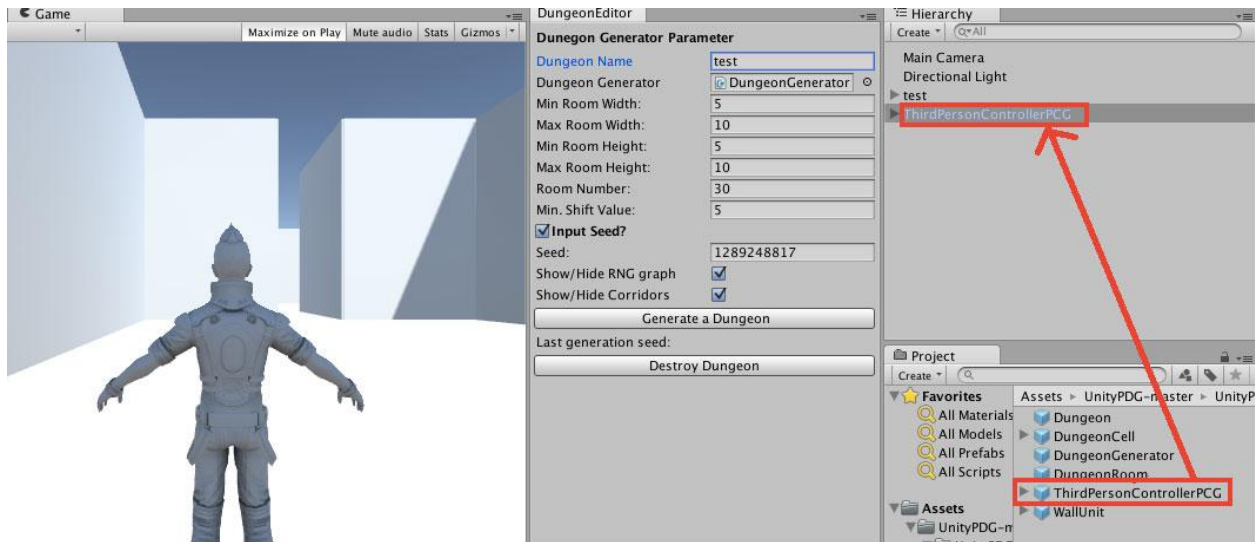 Game
Maximize on Play Mute audio Stats Gizmos
DungeonEditor
Dunegon Generator Parameter
Dungeon Name test
Dungeon Generator DungeonGenerator
Min Room Width: 5
Max Room Width: 10
Min Room Height: 5
Max Room Height: 10
Room Number: 30
Min. Shift Value: 5
Input Seed?
Seed: 1289248817
Show/Hide RNG graph
Show/Hide Corridors
Generate a Dungeon
Last generation seed:
Destroy Dungeon
Hierarchy
Create All
Main Camera
Directional Light
test
ThirdPersonControllerPCG
Project
Create
Favorites
All Materials
All Models
All Prefabs
All Scripts
Assets
UnityPDG-m
Assets UnityPDG-master UnityP
Dungeon
DungeonCell
DungeonGenerator
DungeonRoom
ThirdPersonControllerPCG
WallUnit